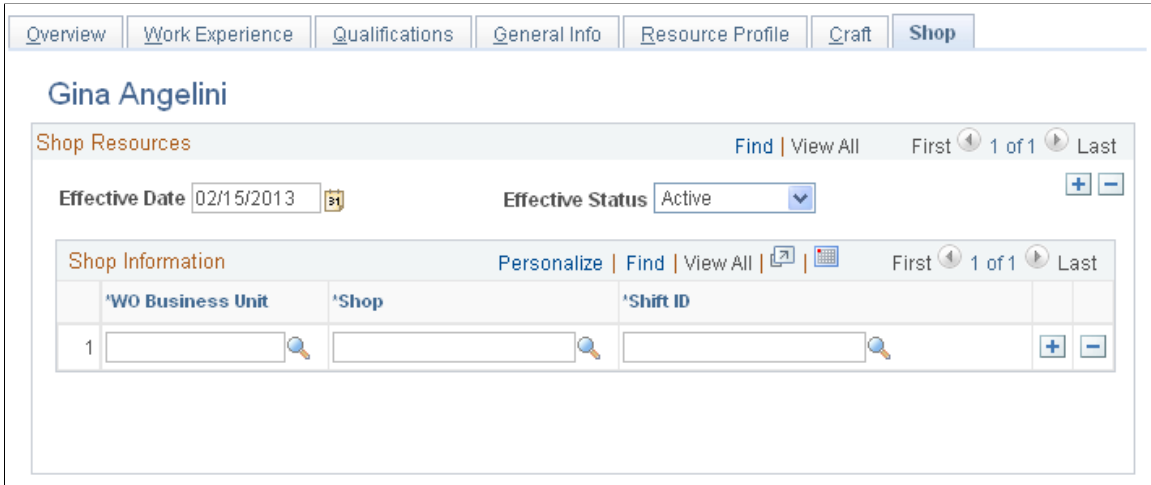 Overview Work Experience Qualifications General Info Resource Profile Craft Shop
Gina Angelini
Shop Resources Find | View All First 1 of 1 Last
Effective Date 02/15/2013 31 Effective Status Active
Shop Information Personalize | Find | View All | | First 1 of 1 Last
*WO Business Unit *Shop *Shift ID
1